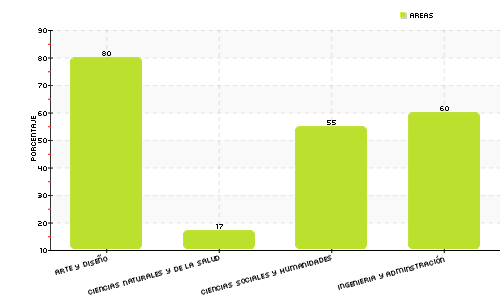 AREAS
90
80
70
60
50
40
30
20
10
PORCENTAJE
80
17
55
60
ARTE Y DISEÑO
CIENCIAS NATURALES Y DE LA SALUD
CIENCIAS SOCIALES Y HUMANIDADES
INGENIERIA Y ADMINSTRACIÓN